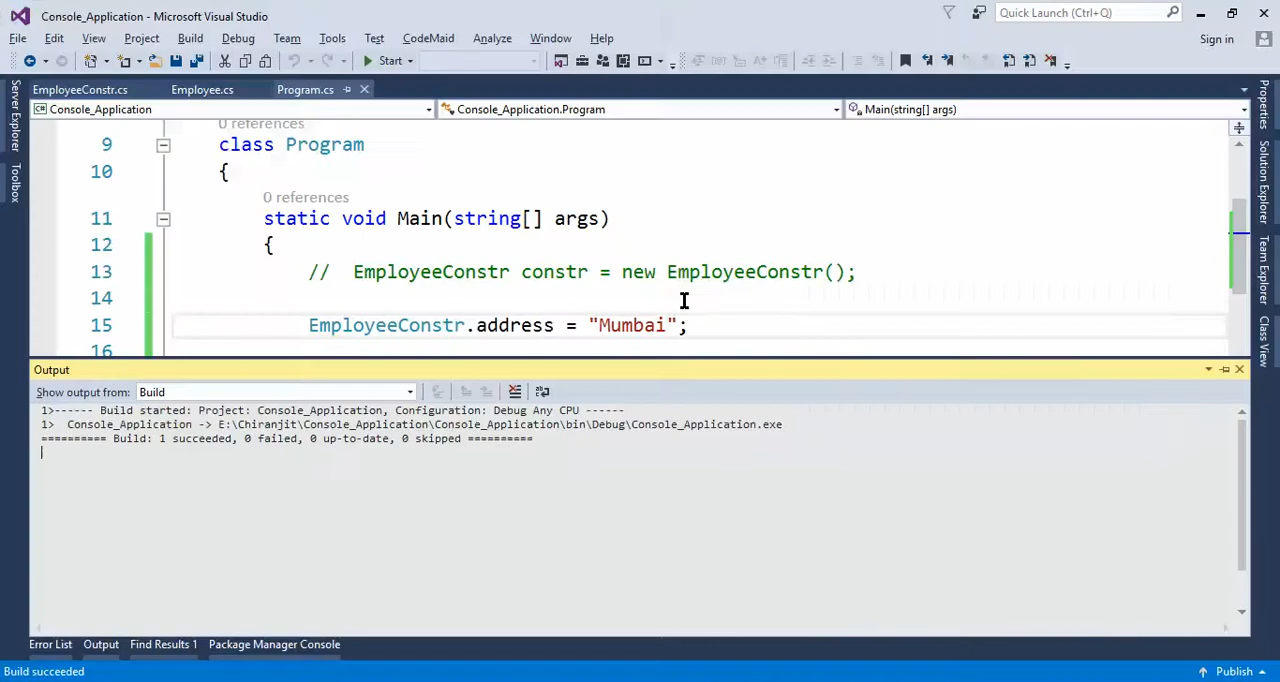 Console_Application - Microsoft Visual Studio
Quick Launch (Ctrl+Q)
File Edit View Project Build Debug Team Tools Test CodeMaid Analyze Window Help
Sign in
Start
EmployeeConstr.cs Employee.cs Program.cs
Console_Application Console_Application.Program Main(string[] args)
Server Explorer
Toolbox
Properties
Solution Explorer
Team Explorer
Class View
0 references
9 class Program
10 {
0 references
11 static void Main(string[] args)
12 {
13 // EmployeeConstr constr = new EmployeeConstr();
14
15 EmployeeConstr.address = "Mumbai";
16
Output
Show output from: Build
1>------ Build started: Project: Console_Application, Configuration: Debug Any CPU ------
1> Console_Application -> E:\Chiranjit\Console_Application\Console_Application\bin\Debug\Console_Application.exe
========== Build: 1 succeeded, 0 failed, 0 up-to-date, 0 skipped ==========
Error List Output Find Results 1 Package Manager Console
Build succeeded
Publish